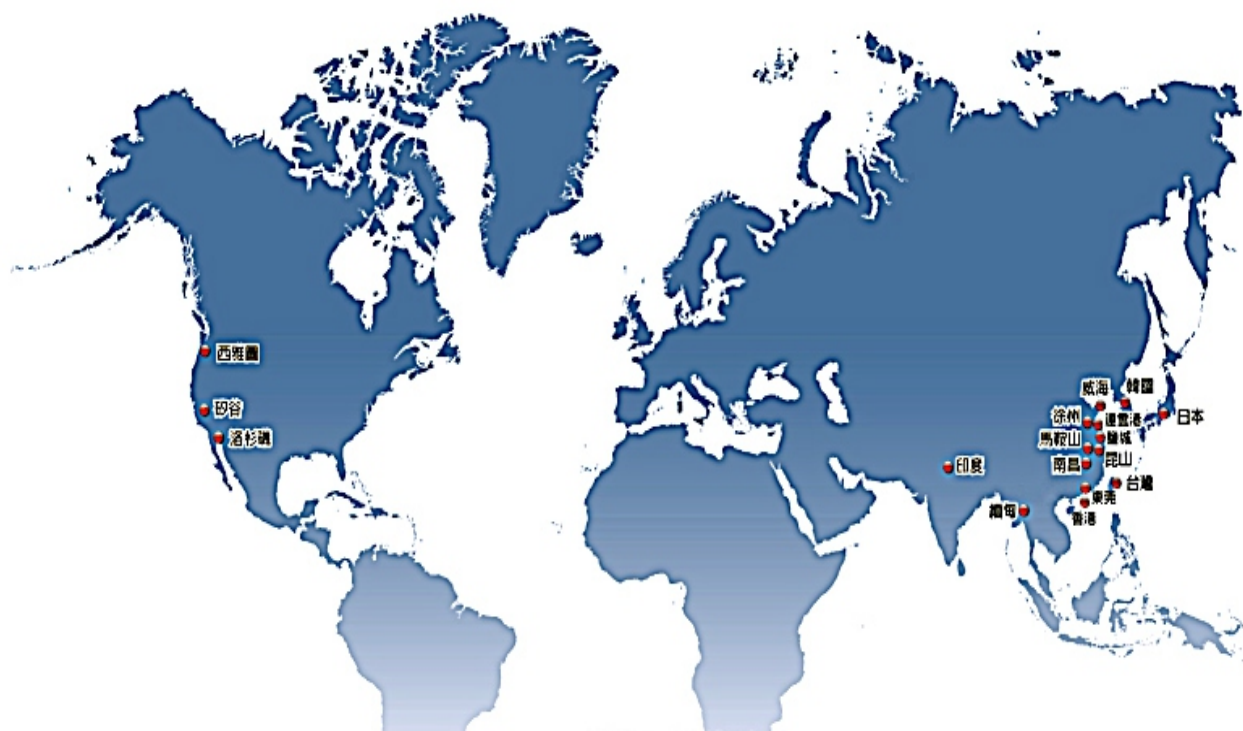 西雅圖
矽谷
洛杉磯
威海
韓國
徐州
連雲港
日本
馬鞍山
鹽城
昆山
南昌
印度
台灣
東莞
緬甸
香港